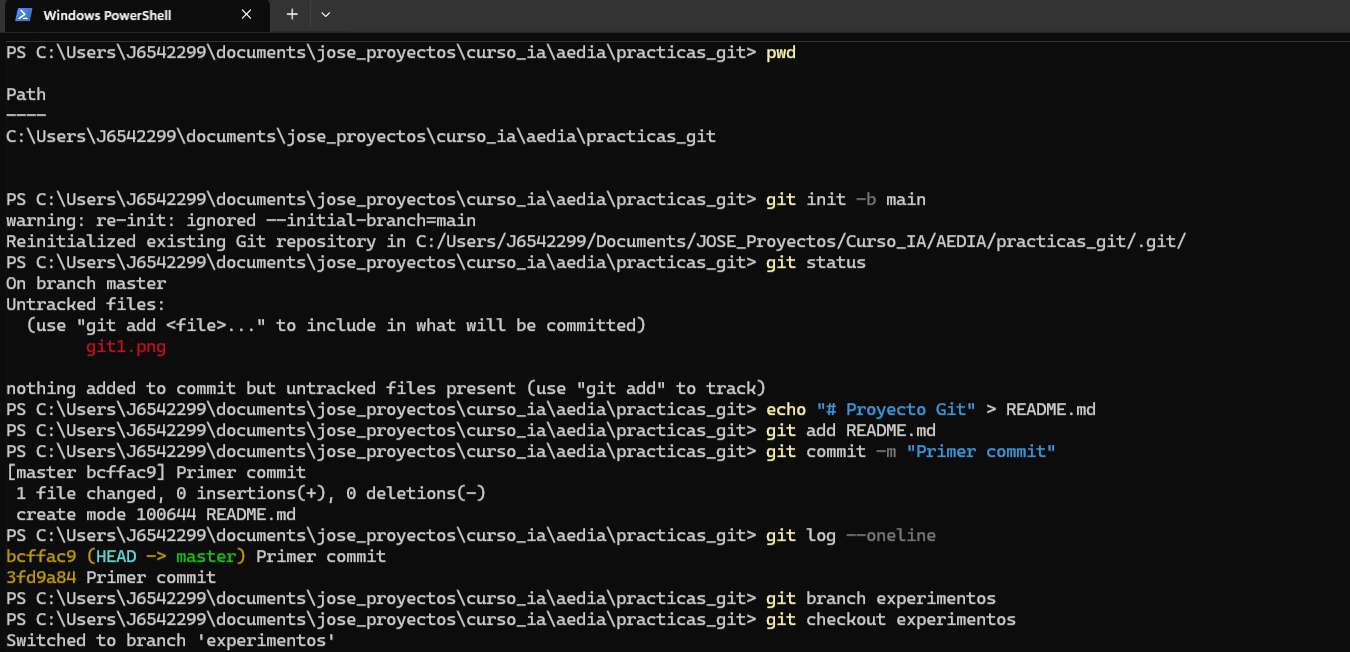 Windows PowerShell
PS C:\Users\J6542299\documents\jose_proyectos\curso_ia\aedia\practicas_git> pwd
Path
----
C:\Users\J6542299\documents\jose_proyectos\curso_ia\aedia\practicas_git
PS C:\Users\J6542299\documents\jose_proyectos\curso_ia\aedia\practicas_git> git init -b main
warning: re-init: ignored --initial-branch=main
Reinitialized existing Git repository in C:/Users/J6542299/Documents/JOSE_Proyectos/Curso_IA/AEDIA/practicas_git/.git/
PS C:\Users\J6542299\documents\jose_proyectos\curso_ia\aedia\practicas_git> git status
On branch master
Untracked files:
  (use "git add <file>..." to include in what will be committed)
        git1.png
nothing added to commit but untracked files present (use "git add" to track)
PS C:\Users\J6542299\documents\jose_proyectos\curso_ia\aedia\practicas_git> echo "# Proyecto Git" > README.md
PS C:\Users\J6542299\documents\jose_proyectos\curso_ia\aedia\practicas_git> git add README.md
PS C:\Users\J6542299\documents\jose_proyectos\curso_ia\aedia\practicas_git> git commit -m "Primer commit"
[master bcffac9] Primer commit
 1 file changed, 0 insertions(+), 0 deletions(-)
 create mode 100644 README.md
PS C:\Users\J6542299\documents\jose_proyectos\curso_ia\aedia\practicas_git> git log --oneline
bcffac9 (HEAD -> master) Primer commit
3fd9a84 Primer commit
PS C:\Users\J6542299\documents\jose_proyectos\curso_ia\aedia\practicas_git> git branch experimentos
PS C:\Users\J6542299\documents\jose_proyectos\curso_ia\aedia\practicas_git> git checkout experimentos
Switched to branch 'experimentos'